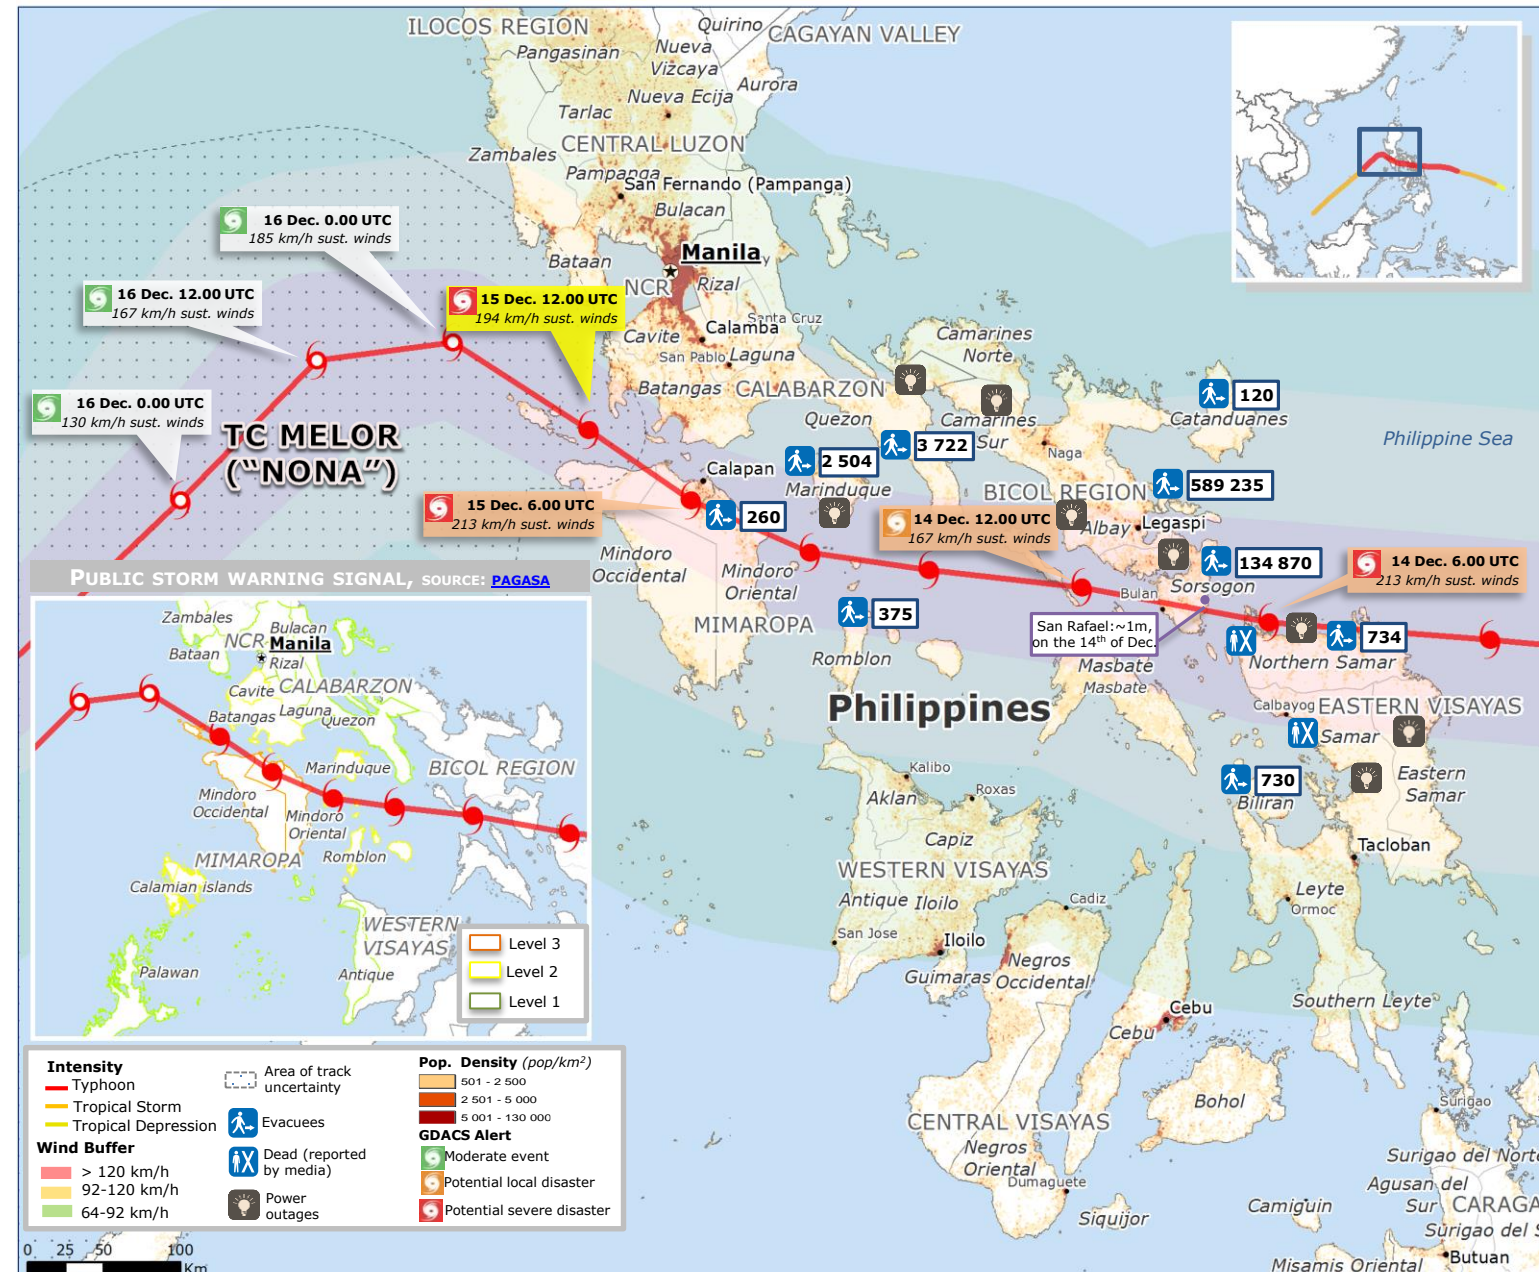 ILOCOS REGION
Quirino
CAGAYAN VALLEY
Pangasinan
Nueva
Vizcaya
Aurora
Nueva Ecija
Tarlac
CENTRAL LUZON
Zambales
Pampanga
San Fernando (Pampanga)
Bulacan
16 Dec. 0.00 UTC
185 km/h sust. winds
Bataan
Manila
NCR
Rizal
16 Dec. 12.00 UTC
167 km/h sust. winds
15 Dec. 12.00 UTC
194 km/h sust. winds
Santa Cruz
Cavite
Calamba
San Pablo
Laguna
Camarines
Norte
Batangas
CALABARZON
Quezon
Camarines
Sur
120
Catanduanes
Philippine Sea
16 Dec. 0.00 UTC
130 km/h sust. winds
TC MELOR
("NONA")
Calapan
2 504
3 722
Naga
Marinduque
BICOL REGION
589 235
15 Dec. 6.00 UTC
213 km/h sust. winds
260
14 Dec. 12.00 UTC
167 km/h sust. winds
Albay
Legaspi
Mindoro
Occidental
Mindoro
Oriental
134 870
Sorsogon
14 Dec. 6.00 UTC
213 km/h sust. winds
Bulan
375
MIMAROPA
San Rafael:~1m,
on the 14th of Dec.
734
Romblon
Northern Samar
Masbate
Masbate
Philippines
Calbayog
EASTERN VISAYAS
Samar
Kalibo
Aklan
Roxas
730
Biliran
Eastern
Samar
Capiz
Tacloban
WESTERN VISAYAS
Antique
Iloilo
Cadiz
Leyte
Ormoc
San Jose
Iloilo
Guimaras
Negros
Occidental
Southern Leyte
Cebu
Cebu
Bohol
CENTRAL VISAYAS
Negros
Oriental
Dumaguete
Siquijor
Surigao
Surigao del Norte
Agusan del
Sur
CARAGA
Camiguin
Surigao del S
Misamis Oriental
Butuan
PUBLIC STORM WARNING SIGNAL, SOURCE: PAGASA
Zambales
NCR
Bulacan
Manila
Bataan
Rizal
Cavite
CALABARZON
Batangas
Laguna
Quezon
Marinduque
BICOL REGION
Mindoro
Occidental
Mindoro
Oriental
MIMAROPA
Romblon
Calamian islands
WESTERN
VISAYAS
Palawan
Antique
Level 3
Level 2
Level 1
Intensity
Typhoon
Tropical Storm
Tropical Depression
Wind Buffer
> 120 km/h
92-120 km/h
64-92 km/h
Area of track
uncertainty
Evacuees
Dead (reported
by media)
Power
outages
Pop. Density (pop/km²)
501 - 2 500
2 501 - 5 000
5 001 - 130 000
GDACS Alert
Moderate event
Potential local disaster
Potential severe disaster
0 25 50 100
Km